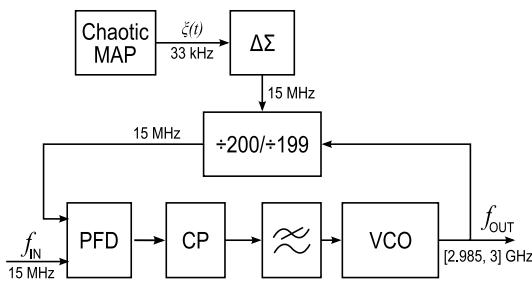 Chaotic
MAP
ξ(t)
33 kHz
ΔΣ
15 MHz
15 MHz
÷200/÷199
f_IN
15 MHz
PFD
CP
VCO
f_OUT
[2.985, 3] GHz